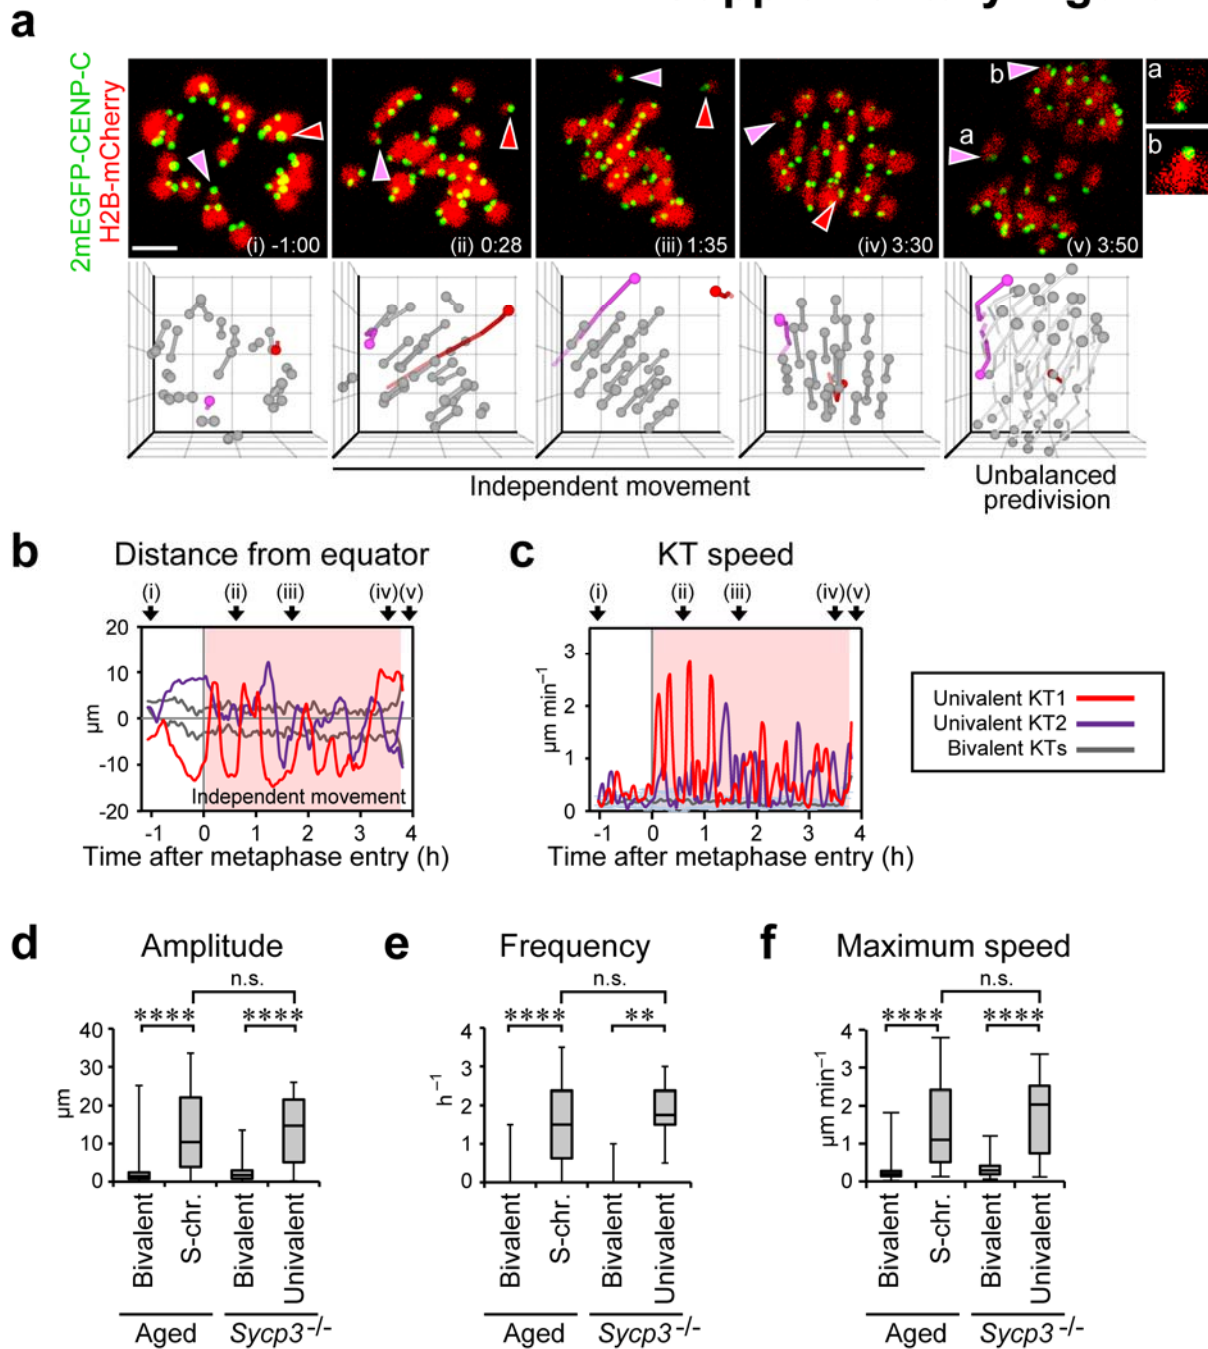 a
2mEGFP-CENP-C
H2B-mCherry
(i) -1:00
(ii) 0:28
(iii) 1:35
(iv) 3:30
b
a
(v) 3:50
a
b
Independent movement
Unbalanced
predivision
b
Distance from equator
(i) (ii) (iii) (iv) (v)
20
10
0
-10
-20
µm
Independent movement
-1 0 1 2 3 4
Time after metaphase entry (h)
c
KT speed
(i) (ii) (iii) (iv) (v)
3
2
1
0
µm min⁻¹
-1 0 1 2 3 4
Time after metaphase entry (h)
Univalent KT1
Univalent KT2
Bivalent KTs
d
Amplitude
n.s.
**** ****
40
30
20
10
0
µm
Bivalent
S-chr.
Bivalent
Univalent
Aged
Sycp3-/-
e
Frequency
n.s.
**** **
4
3
2
1
0
h⁻¹
Bivalent
S-chr.
Bivalent
Univalent
Aged
Sycp3-/-
f
Maximum speed
n.s.
**** ****
4
3
2
1
0
µm min⁻¹
Bivalent
S-chr.
Bivalent
Univalent
Aged
Sycp3-/-